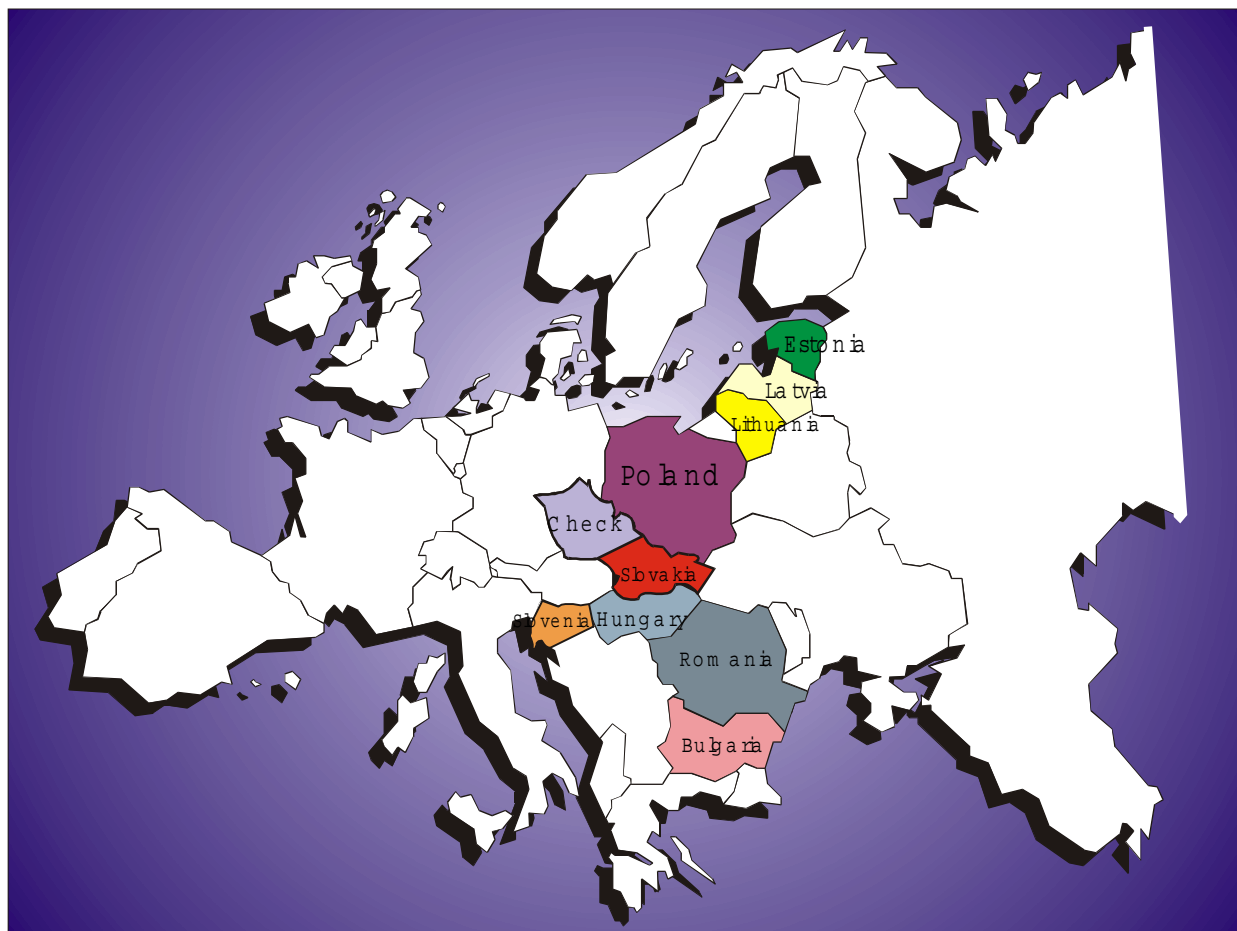 Estonia
Latvia
Lithuania
Poland
Check
Slovakia
Slovenia
Hungary
Romania
Bulgaria